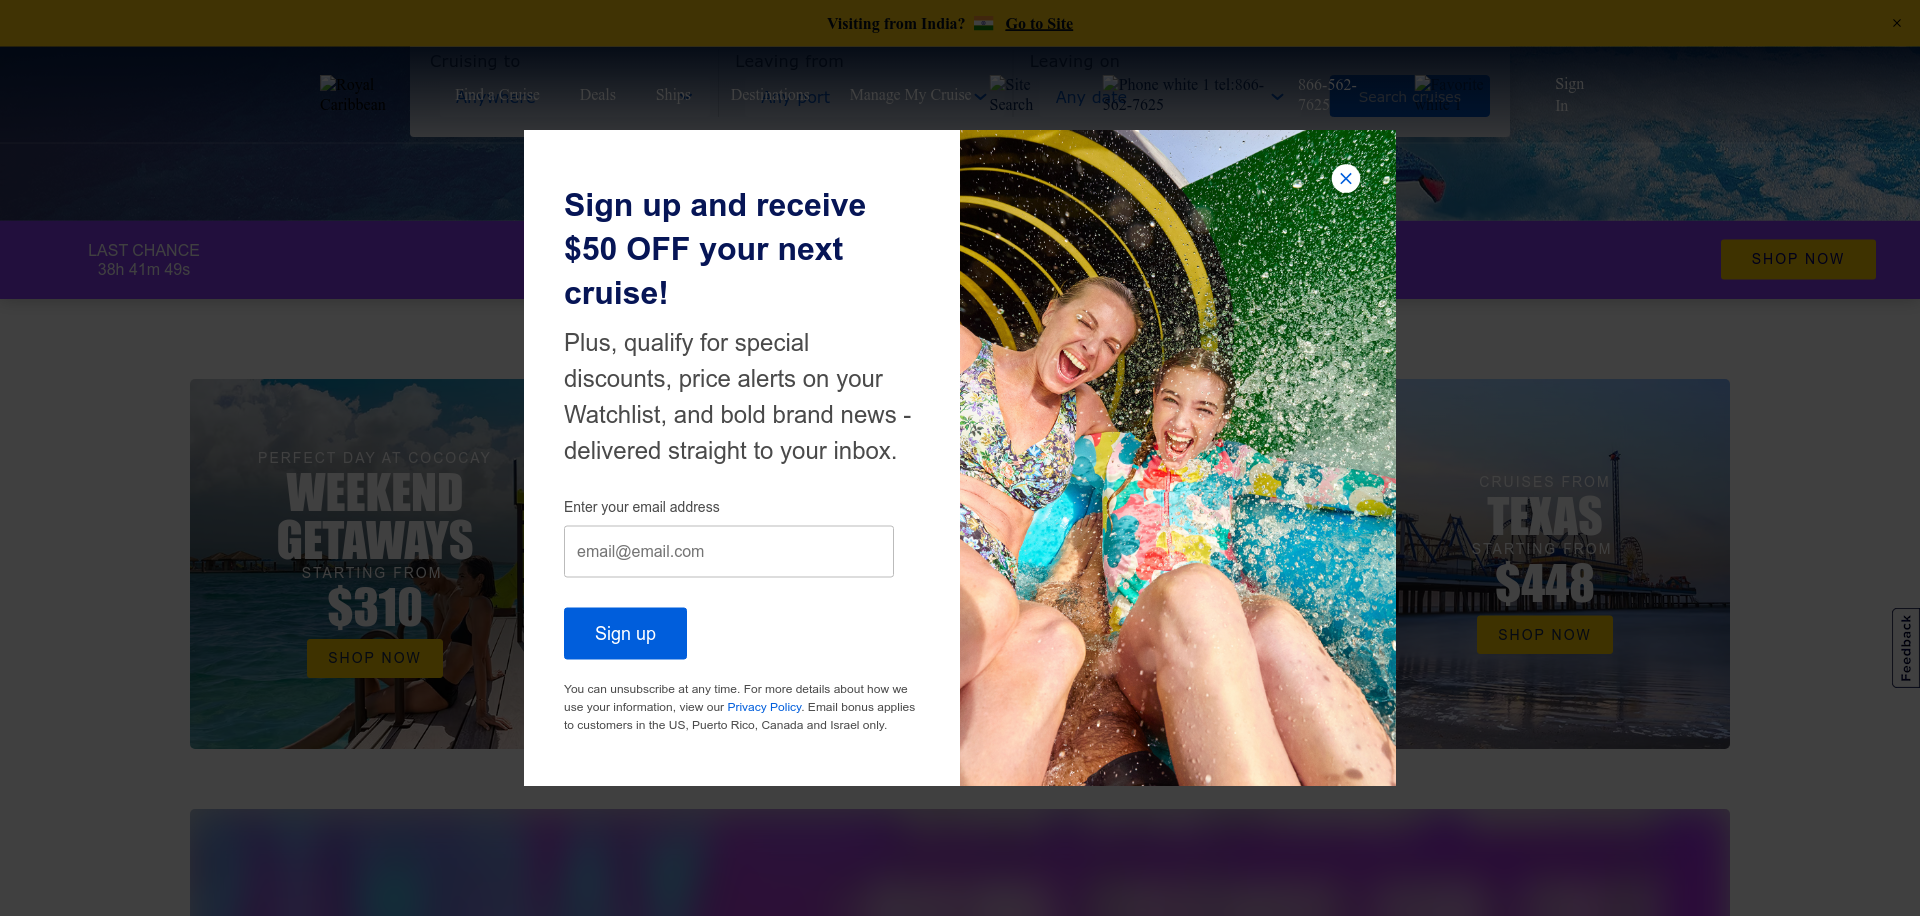 Visiting from India? Go to Site
×
Cruising to
Leaving from
Leaving on
Royal Caribbean
Find a Cruise
Deals
Ships
Destinations
Manage My Cruise
Site Search
Phone white | tel:866-562-7625
866-562-7625
Sign In
Anywhere
Any port
Any date
Search cruises
LAST CHANCE
38h 41m 49s
SHOP NOW
Sign up and receive
$50 OFF your next
cruise!
Plus, qualify for special
discounts, price alerts on your
Watchlist, and bold brand news -
delivered straight to your inbox.
Enter your email address
email@email.com
Sign up
You can unsubscribe at any time. For more details about how we
use your information, view our Privacy Policy. Email bonus applies
to customers in the US, Puerto Rico, Canada and Israel only.
PERFECT DAY AT COCOCAY
WEEKEND
GETAWAYS
STARTING FROM
$310
SHOP NOW
CRUISES FROM
TEXAS
STARTING FROM
$448
SHOP NOW
Feedback